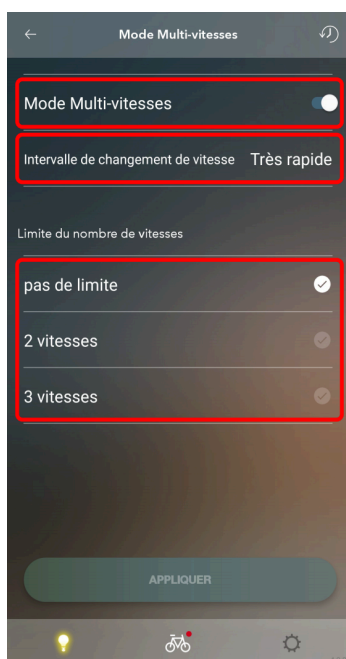 Mode Multi-vitesses
Mode Multi-vitesses
Intervalle de changement de vitesse Très rapide
Limite du nombre de vitesses
pas de limite
2 vitesses
3 vitesses
APPLIQUER